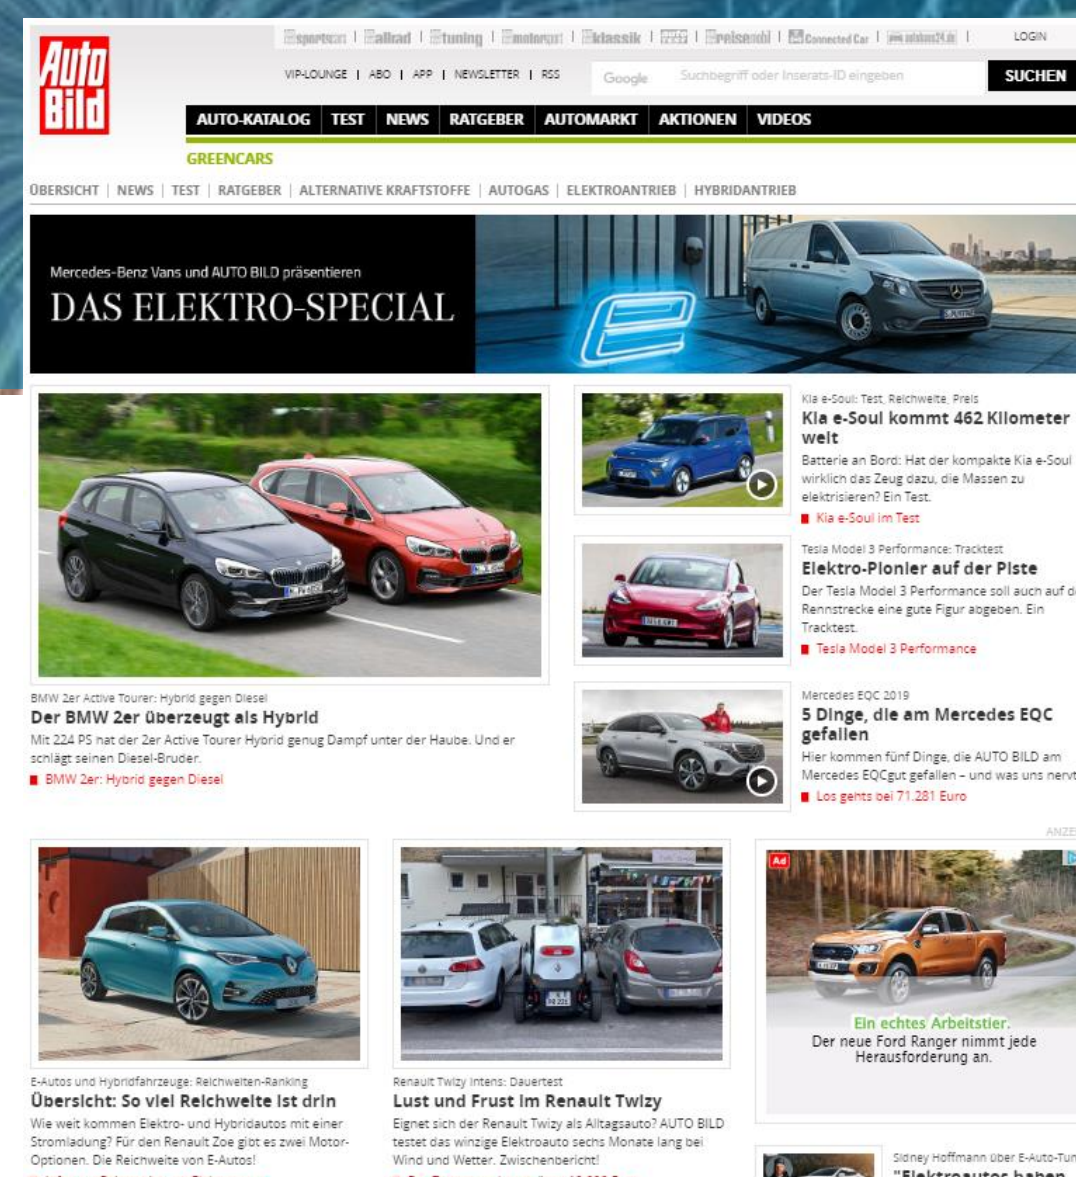 Auto
Bild
sportscars allrad tuning motorsport klassik Reisemobil Connected Car LOGIN
VIP-LOUNGE | ABO | APP | NEWSLETTER | RSS
Google Suchbegriff oder Inserats-ID eingeben SUCHEN
AUTO-KATALOG TEST NEWS RATGEBER AUTOMARKT AKTIONEN VIDEOS
GREENCARS
ÜBERSICHT | NEWS | TEST | RATGEBER | ALTERNATIVE KRAFTSTOFFE | AUTOGAS | ELEKTROANTRIEB | HYBRIDANTRIEB
Mercedes-Benz Vans und AUTO BILD präsentieren
DAS ELEKTRO-SPECIAL
BMW 2er Active Tourer: Hybrid gegen Diesel
Der BMW 2er überzeugt als Hybrid
Mit 224 PS hat der 2er Active Tourer Hybrid genug Dampf unter der Haube. Und er
schlägt seinen Diesel-Bruder.
BMW 2er: Hybrid gegen Diesel
Kia e-Soul: Test, Reichweite, Preis
Kia e-Soul kommt 462 Kilometer
weit
Batterie an Bord: Hat der kompakte Kia e-Soul
wirklich das Zeug dazu, die Massen zu
elektrisieren? Ein Test.
Kia e-Soul im Test
Tesla Model 3 Performance: Tracktest
Elektro-Pionier auf der Piste
Der Tesla Model 3 Performance soll auch auf d
Rennstrecke eine gute Figur abgeben. Ein
Tracktest.
Tesla Model 3 Performance
Mercedes EQC 2019
5 Dinge, die am Mercedes EQC
gefallen
Hier kommen fünf Dinge, die AUTO BILD am
Mercedes EQCgut gefallen – und was uns nervt
Los gehts bei 71.281 Euro
ANZE
E-Autos und Hybridfahrzeuge: Reichweiten-Ranking
Übersicht: So viel Reichweite ist drin
Wie weit kommen Elektro- und Hybridautos mit einer
Stromladung? Für den Renault Zoe gibt es zwei Motor-
Optionen. Die Reichweite von E-Autos!
Renault Twizy Intens: Dauertest
Lust und Frust im Renault Twizy
Eignet sich der Renault Twizy als Alltagsauto? AUTO BILD
testet das winzige Elektroauto sechs Monate lang bei
Wind und Wetter. Zwischenbericht!
Ad
Ein echtes Arbeitstier.
Der neue Ford Ranger nimmt jede
Herausforderung an.
Sidney Hoffmann über E-Auto-Tun
"Elektroautos haben